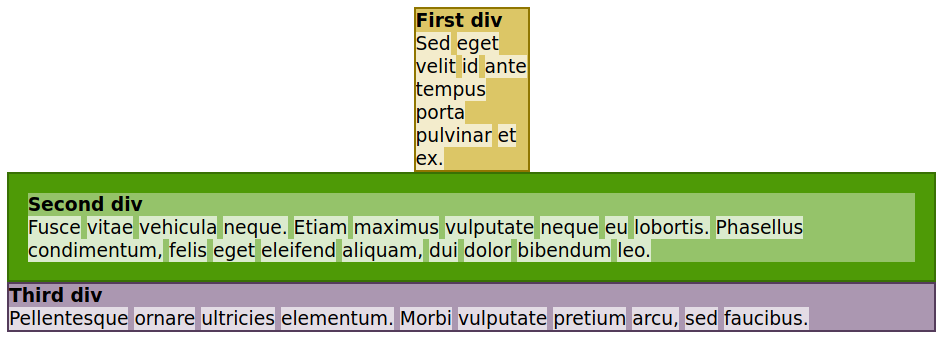 First div
Sed eget
velit id ante
tempus
porta
pulvinar et
ex.
Second div
Fusce vitae vehicula neque. Etiam maximus vulputate neque eu lobortis. Phasellus
condimentum, felis eget eleifend aliquam, dui dolor bibendum leo.
Third div
Pellentesque ornare ultricies elementum. Morbi vulputate pretium arcu, sed faucibus.